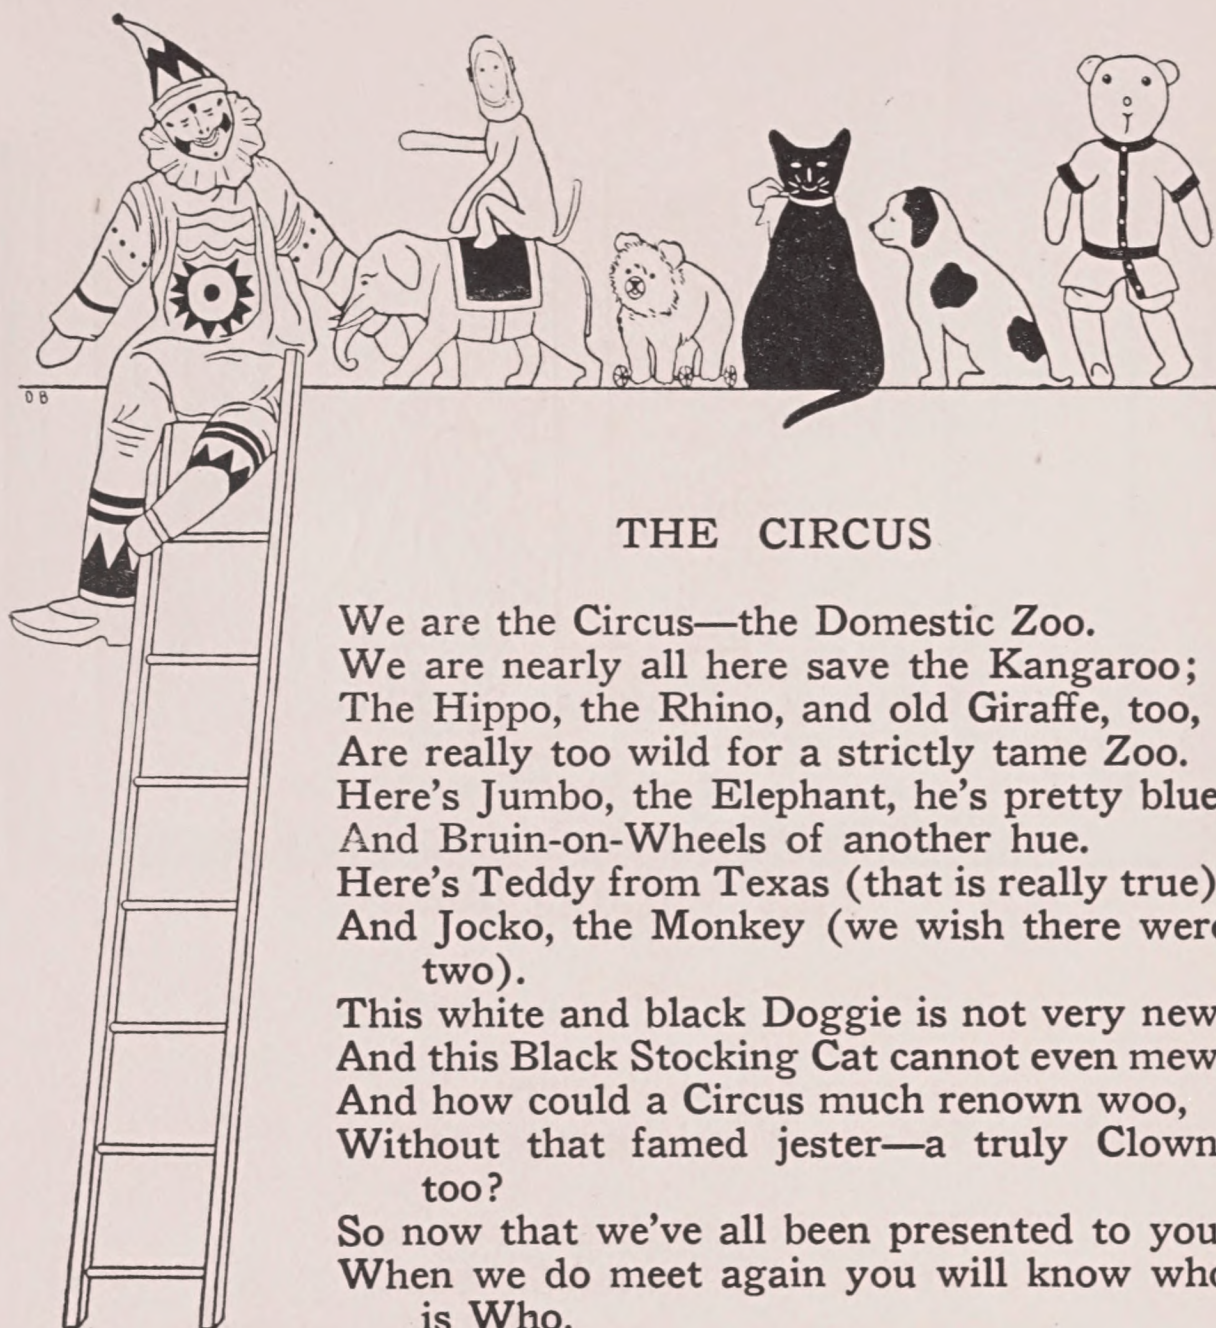 DB
THE CIRCUS
We are the Circus—the Domestic Zoo.
We are nearly all here save the Kangaroo;
The Hippo, the Rhino, and old Giraffe, too,
Are really too wild for a strictly tame Zoo.
Here's Jumbo, the Elephant, he's pretty blue
And Bruin-on-Wheels of another hue.
Here's Teddy from Texas (that is really true)
And Jocko, the Monkey (we wish there were
two).
This white and black Doggie is not very new
And this Black Stocking Cat cannot even mew
And how could a Circus much renown woo,
Without that famed jester—a truly Clown
too?
So now that we've all been presented to you
When we do meet again you will know who
is Who.